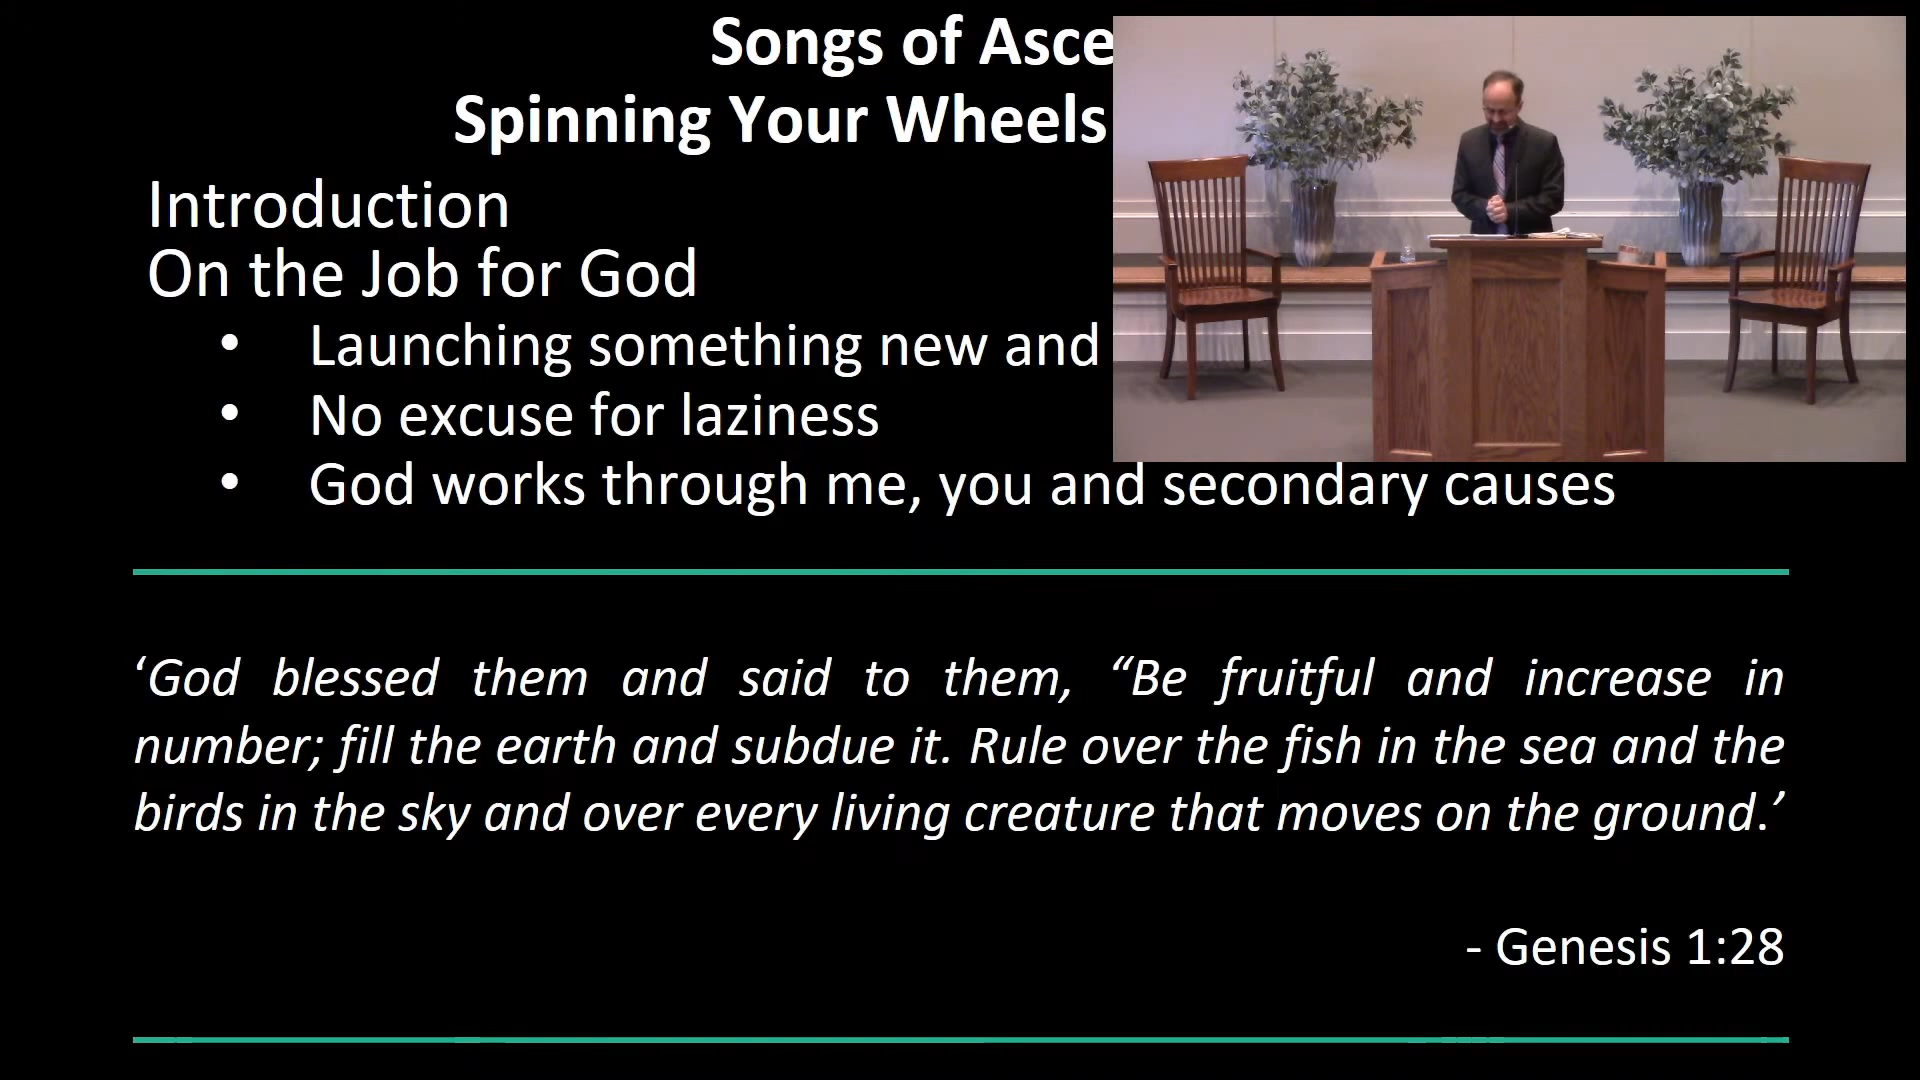 Songs of Asce
Spinning Your Wheels
Introduction
On the Job for God
• Launching something new and
• No excuse for laziness
• God works through me, you and secondary causes
‘God blessed them and said to them, “Be fruitful and increase in
number; fill the earth and subdue it. Rule over the fish in the sea and the
birds in the sky and over every living creature that moves on the ground.’
- Genesis 1:28